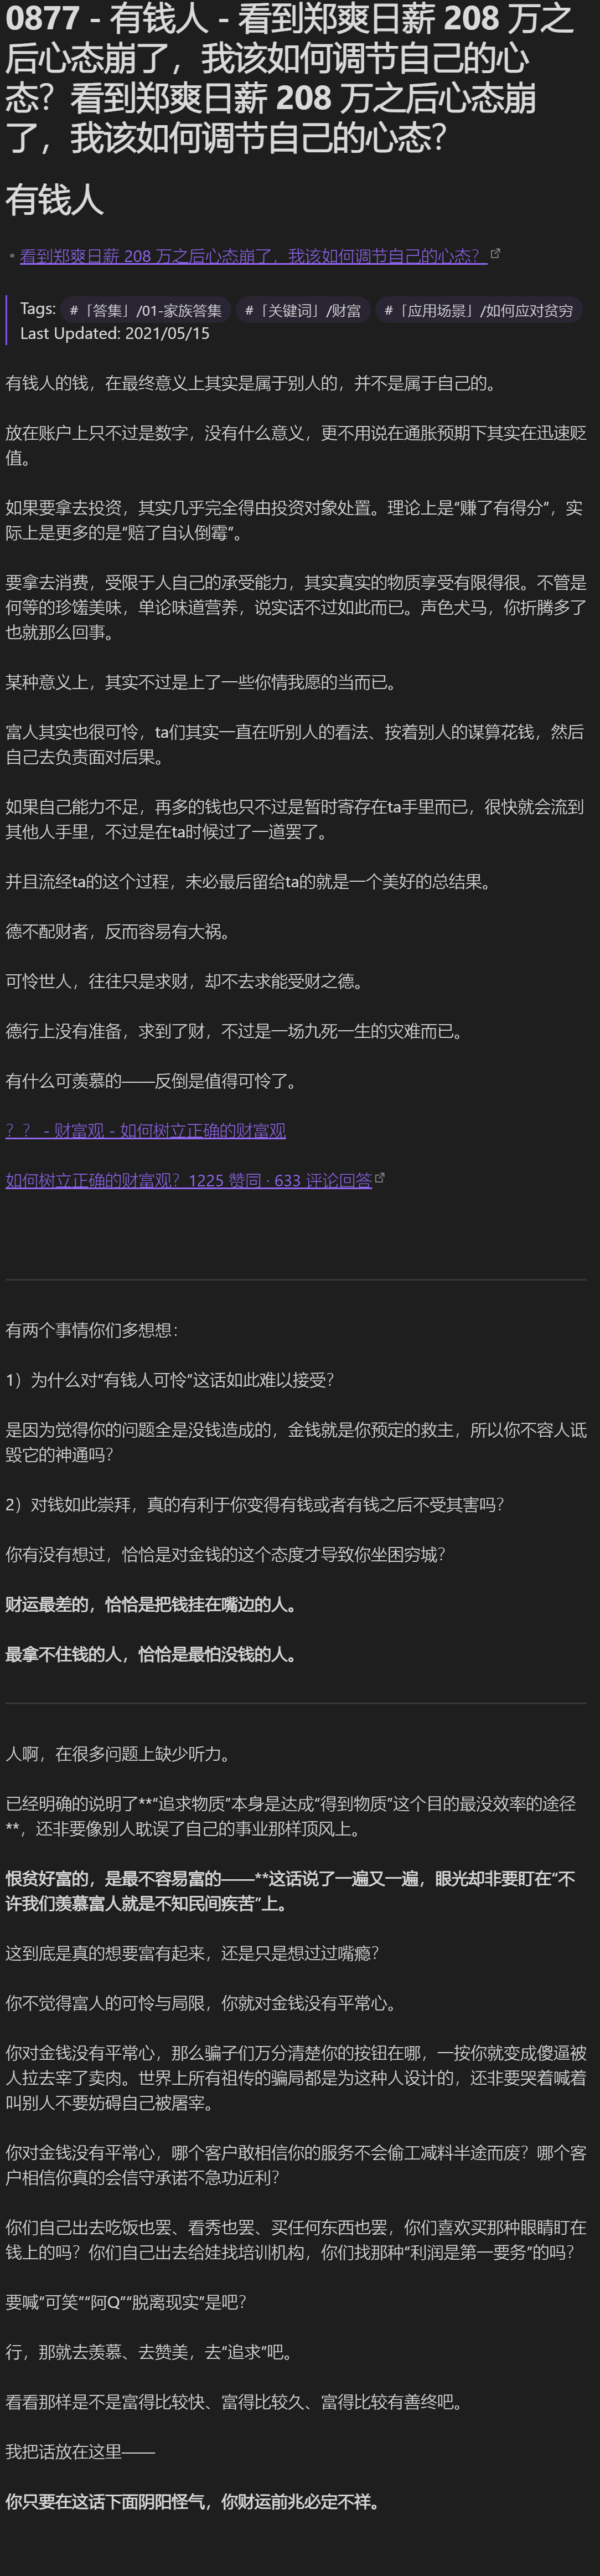 0877 - 有钱人 - 看到郑爽日薪 208 万之
后心态崩了，我该如何调节自己的心
态？看到郑爽日薪 208 万之后心态崩
了，我该如何调节自己的心态？
有钱人
看到郑爽日薪 208 万之后心态崩了，我该如何调节自己的心态？
Tags: #「答集」/01-家族答集 #「关键词」/财富 #「应用场景」/如何应对贫穷
Last Updated: 2021/05/15
有钱人的钱，在最终意义上其实是属于别人的，并不是属于自己的。
放在账户上只不过是数字，没有什么意义，更不用说在通胀预期下其实在迅速贬
值。
如果要拿去投资，其实几乎完全得由投资对象处置。理论上是“赚了有得分”，实
际上是更多的是“赔了自认倒霉”。
要拿去消费，受限于人自己的承受能力，其实真实的物质享受有限得很。不管是
何等的珍馐美味，单论味道营养，说实话不过如此而已。声色犬马，你折腾多了
也就那么回事。
某种意义上，其实不过是上了一些你情我愿的当而已。
富人其实也很可怜，ta们其实一直在听别人的看法、按着别人的谋算花钱，然后
自己去负责面对后果。
如果自己能力不足，再多的钱也只不过是暂时寄存在ta手里而已，很快就会流到
其他人手里，不过是在ta时候过了一道罢了。
并且流经ta的这个过程，未必最后留给ta的就是一个美好的总结果。
德不配财者，反而容易有大祸。
可怜世人，往往只是求财，却不去求能受财之德。
德行上没有准备，求到了财，不过是一场九死一生的灾难而已。
有什么可羡慕的——反倒是值得可怜了。
？？ - 财富观 - 如何树立正确的财富观
如何树立正确的财富观？1225 赞同 · 633 评论回答
有两个事情你们多想想：
1）为什么对“有钱人可怜”这话如此难以接受？
是因为觉得你的问题全是没钱造成的，金钱就是你预定的救主，所以你不容人诋
毁它的神通吗？
2）对钱如此崇拜，真的有利于你变得有钱或者有钱之后不受其害吗？
你有没有想过，恰恰是对金钱的这个态度才导致你坐困穷城？
财运最差的，恰恰是把钱挂在嘴边的人。
最拿不住钱的人，恰恰是最怕没钱的人。
人啊，在很多问题上缺少听力。
已经明确的说明了**“追求物质”本身是达成“得到物质”这个目的最没效率的途径
**，还非要像别人耽误了自己的事业那样顶风上。
恨贫好富的，是最不容易富的——**这话说了一遍又一遍，眼光却非要盯在“不
许我们羡慕富人就是不知民间疾苦”上。
这到底是真的想要富有起来，还是只是想过过嘴瘾？
你不觉得富人的可怜与局限，你就对金钱没有平常心。
你对金钱没有平常心，那么骗子们万分清楚你的按钮在哪，一按你就变成傻逼被
人拉去宰了卖肉。世界上所有祖传的骗局都是为这种人设计的，还非要哭着喊着
叫别人不要妨碍自己被屠宰。
你对金钱没有平常心，哪个客户敢相信你的服务不会偷工减料半途而废？哪个客
户相信你真的会信守承诺不急功近利？
你们自己出去吃饭也罢、看秀也罢、买任何东西也罢，你们喜欢买那种眼睛盯在
钱上的吗？你们自己出去给娃找培训机构，你们找那种“利润是第一要务”的吗？
要喊“可笑”“阿Q”“脱离现实”是吧？
行，那就去羡慕、去赞美，去“追求”吧。
看看那样是不是富得比较快、富得比较久、富得比较有善终吧。
我把话放在这里——
你只要在这话下面阴阳怪气，你财运前兆必定不祥。